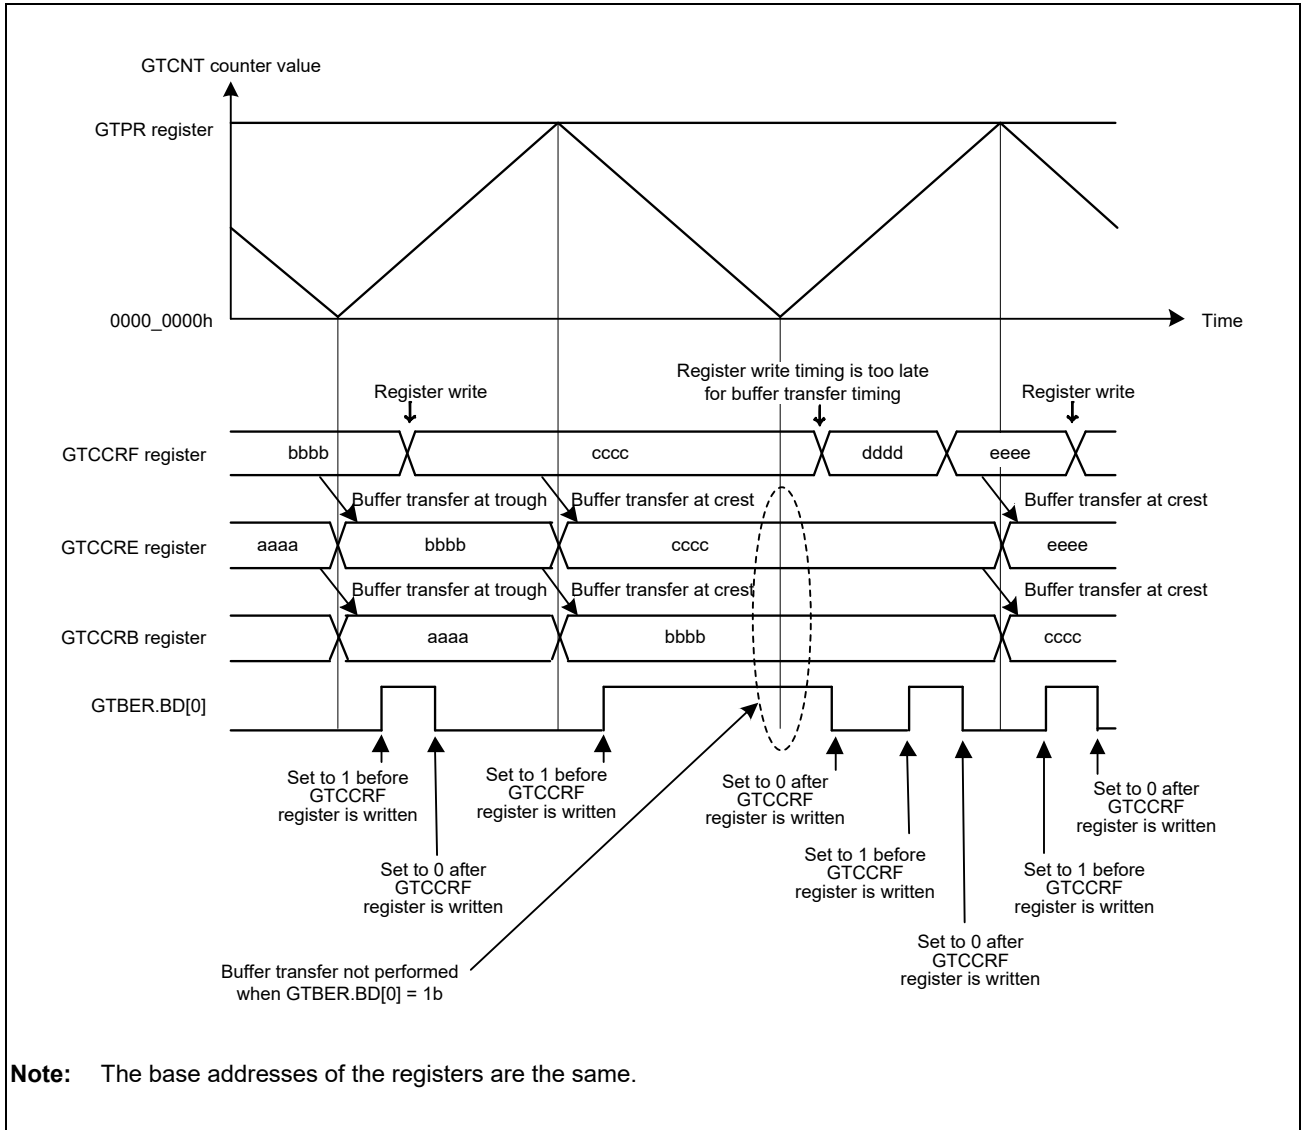 GTCNT counter value
GTPR register
0000_0000h
Time
Register write timing is too late
for buffer transfer timing
Register write
Register write
GTCCRF register
bbbb
cccc
dddd
eeee
Buffer transfer at trough
Buffer transfer at crest
Buffer transfer at crest
GTCCRE register
aaaa
bbbb
cccc
eeee
Buffer transfer at trough
Buffer transfer at crest
Buffer transfer at crest
GTCCRB register
aaaa
bbbb
cccc
GTBER.BD[0]
Set to 1 before
GTCCRF
register is written
Set to 1 before
GTCCRF
register is written
Set to 0 after
GTCCRF
register is written
Set to 0 after
GTCCRF
register is written
Set to 0 after
GTCCRF
register is written
Set to 1 before
GTCCRF
register is written
Set to 1 before
GTCCRF
register is written
Set to 0 after
GTCCRF
register is written
Buffer transfer not performed
when GTBER.BD[0] = 1b
Note: The base addresses of the registers are the same.